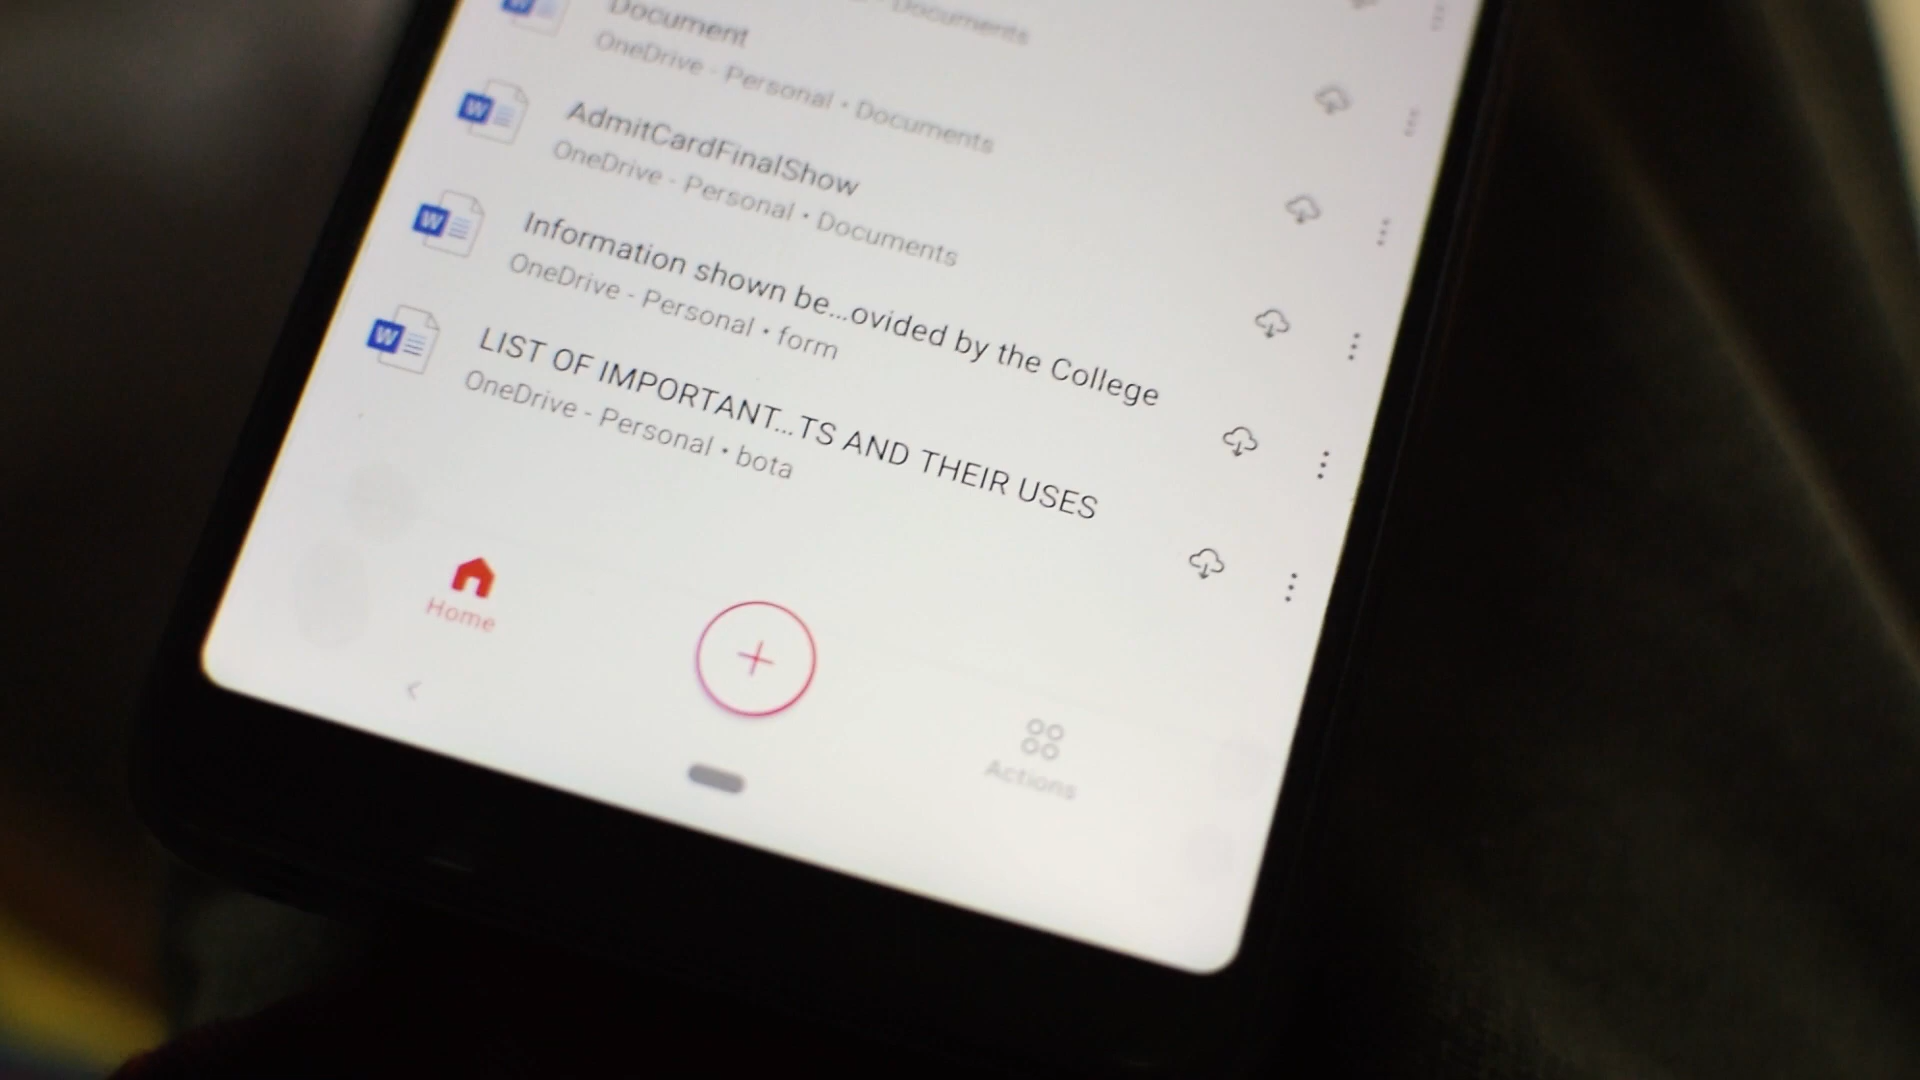 Documents
Document
OneDrive - Personal • Documents
W
AdmitCardFinalShow
OneDrive - Personal • Documents
W
Information shown be...ovided by the College
OneDrive - Personal • form
W
LIST OF IMPORTANT...TS AND THEIR USES
OneDrive - Personal • bota
Home
Actions